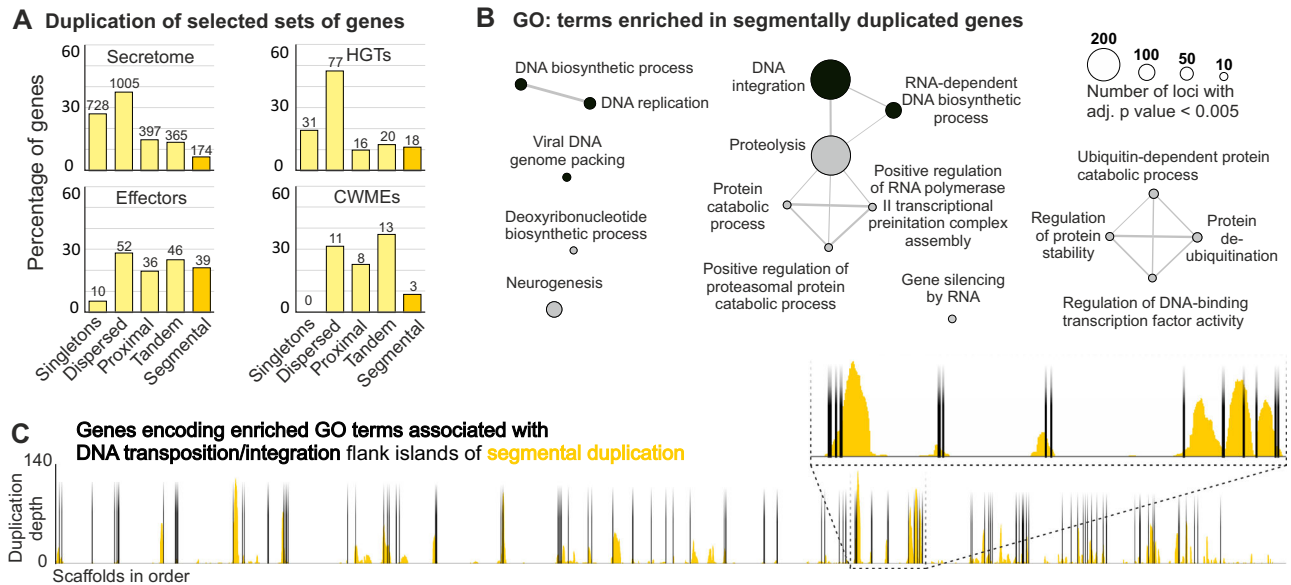 A Duplication of selected sets of genes
Percentage of genes
Secretome
60
30
0
728
1005
397
365
174
HGTs
60
30
0
31
77
16
20
18
Effectors
60
30
0
10
52
36
46
39
CWMEs
60
30
0
0
11
8
13
3
Singletons
Dispersed
Proximal
Tandem
Segmental
Singletons
Dispersed
Proximal
Tandem
Segmental
B GO: terms enriched in segmentally duplicated genes
DNA biosynthetic process
DNA replication
Viral DNA
genome packing
Deoxyribonucleotide
biosynthetic process
Neurogenesis
DNA
integration
RNA-dependent
DNA biosynthetic
process
Proteolysis
Protein
catabolic
process
Positive regulation
of RNA polymerase
II transcriptional
preinitation complex
assembly
Positive regulation of
proteasomal protein
catabolic process
Gene silencing
by RNA
200
100
50
10
Number of loci with
adj. p value < 0.005
Ubiquitin-dependent protein
catabolic process
Regulation
of protein
stability
Protein
de-
ubiquitination
Regulation of DNA-binding
transcription factor activity
C Genes encoding enriched GO terms associated with
DNA transposition/integration flank islands of segmental duplication
140
0
Duplication
depth
Scaffolds in order